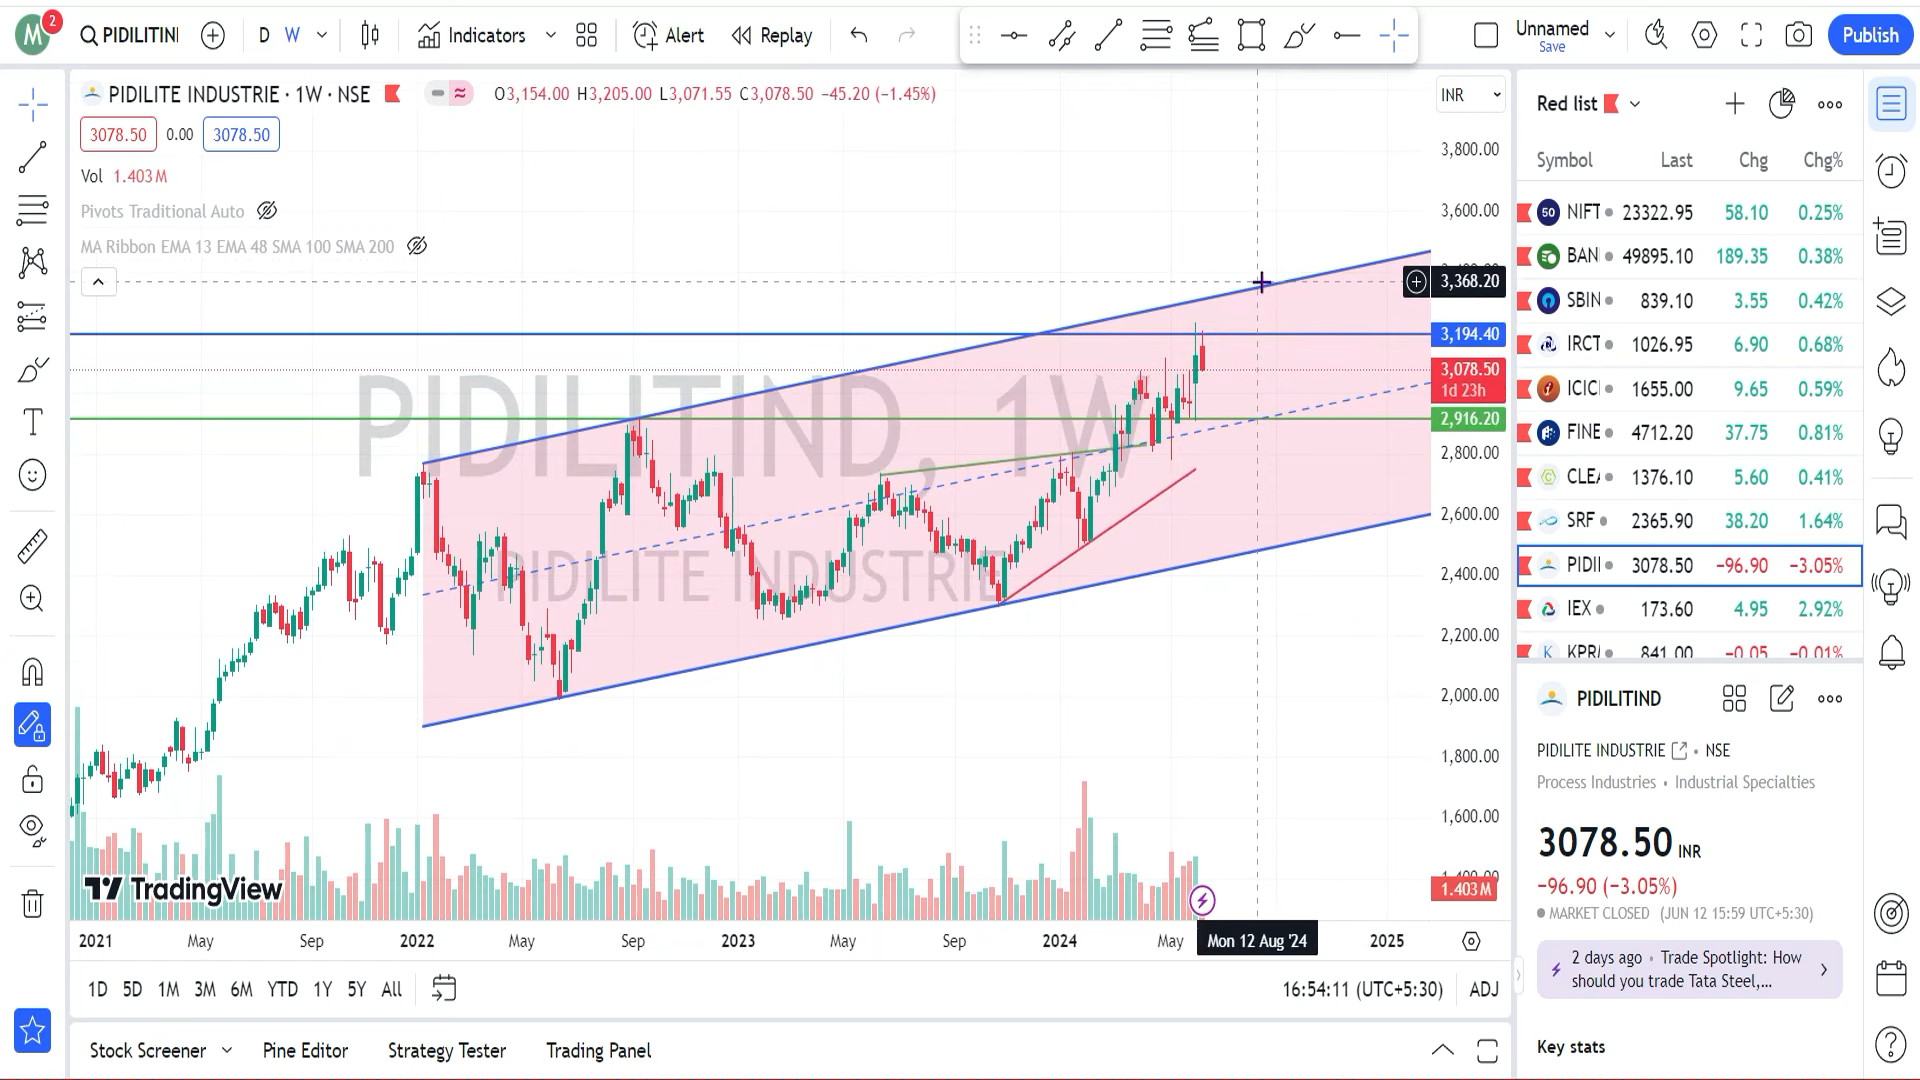 M 2 PIDILITINI D W Indicators Alert Replay Unnamed Save Publish
PIDILITE INDUSTRIE · 1W · NSE O3,154.00 H3,205.00 L3,071.55 C3,078.50 −45.20 (−1.45%)
3078.50 0.00 3078.50
Vol 1.403 M
Pivots Traditional Auto
MA Ribbon EMA 13 EMA 48 SMA 100 SMA 200
INR
3,800.00
3,600.00
3,368.20
3,194.40
3,078.50
1d 23h
2,916.20
2,800.00
2,600.00
2,400.00
2,200.00
2,000.00
1,800.00
1,600.00
1.403 M
PIDILITIND, 1W
PIDILITE INDUSTRIE
TradingView
2021 May Sep 2022 May Sep 2023 May Sep 2024 May Mon 12 Aug '24 2025
1D 5D 1M 3M 6M YTD 1Y 5Y All 16:54:11 (UTC+5:30) ADJ
Stock Screener Pine Editor Strategy Tester Trading Panel
Red list
Symbol Last Chg Chg%
50 NIFT 23322.95 58.10 0.25%
BAN 49895.10 189.35 0.38%
SBIN 839.10 3.55 0.42%
IRCT 1026.95 6.90 0.68%
ICIC 1655.00 9.65 0.59%
FINE 4712.20 37.75 0.81%
CLEA 1376.10 5.60 0.41%
SRF 2365.90 38.20 1.64%
PIDII 3078.50 −96.90 −3.05%
IEX 173.60 4.95 2.92%
K KPR 841.00 −0.05 −0.01%
PIDILITIND
PIDILITE INDUSTRIE • NSE
Process Industries • Industrial Specialties
3078.50 INR
−96.90 (−3.05%)
MARKET CLOSED (JUN 12 15:59 UTC+5:30)
2 days ago • Trade Spotlight: How
should you trade Tata Steel,...
Key stats